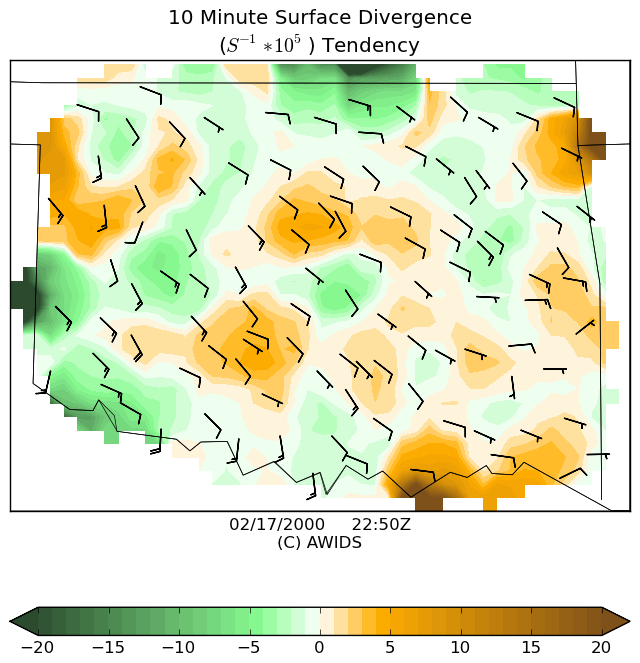 10 Minute Surface Divergence
(S⁻¹ * 10⁵ ) Tendency
02/17/2000 22:50Z
(C) AWIDS
−20 −15 −10 −5 0 5 10 15 20